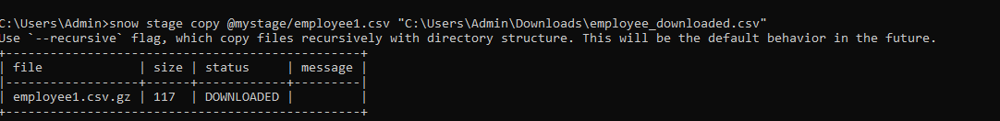 C:\Users\Admin>snow stage copy @mystage/employee1.csv "C:\Users\Admin\Downloads\employee_downloaded.csv"
Use `--recursive` flag, which copy files recursively with directory structure. This will be the default behavior in the future.
+------------------------------------------------+
| file             | size | status     | message |
|------------------+------+------------+---------|
| employee1.csv.gz | 117  | DOWNLOADED |         |
+------------------------------------------------+